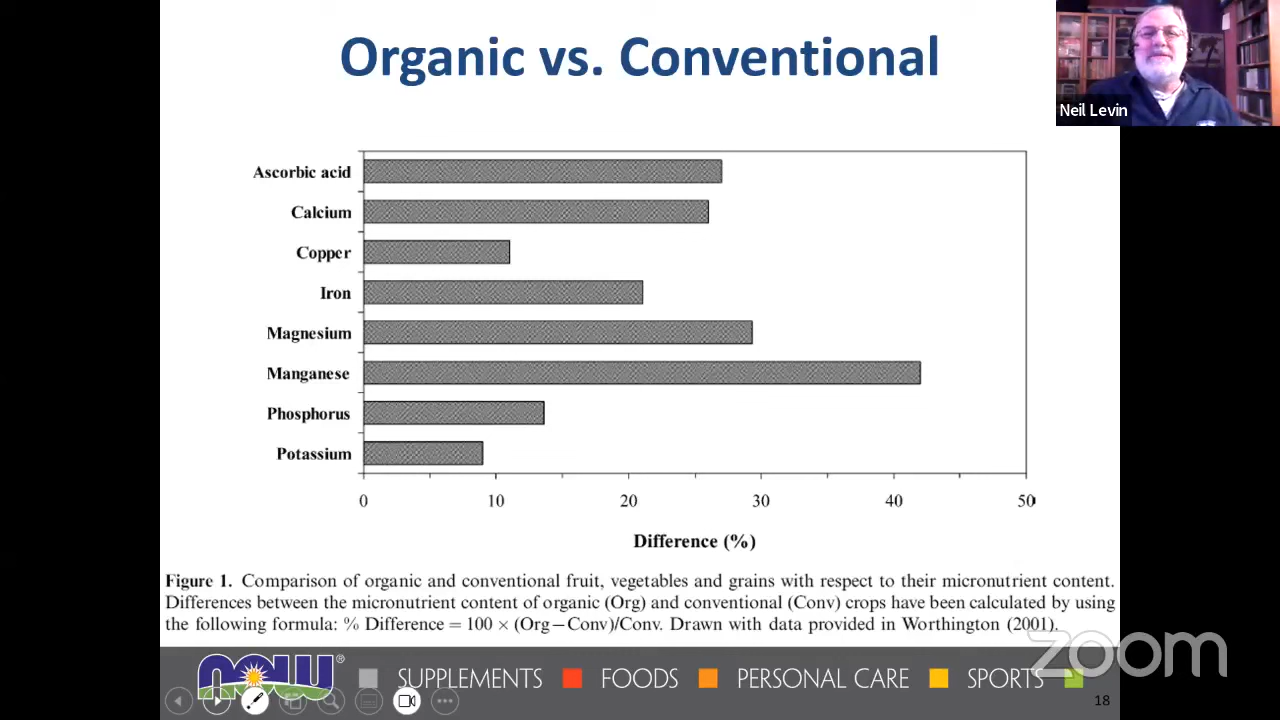 Organic vs. Conventional
Neil Levin
Ascorbic acid
Calcium
Copper
Iron
Magnesium
Manganese
Phosphorus
Potassium
0 10 20 30 40 50
Difference (%)
Figure 1. Comparison of organic and conventional fruit, vegetables and grains with respect to their micronutrient content.
Differences between the micronutrient content of organic (Org) and conventional (Conv) crops have been calculated by using
the following formula: % Difference = 100 × (Org−Conv)/Conv. Drawn with data provided in Worthington (2001).
zoom
NOW® SUPPLEMENTS FOODS PERSONAL CARE SPORTS
18